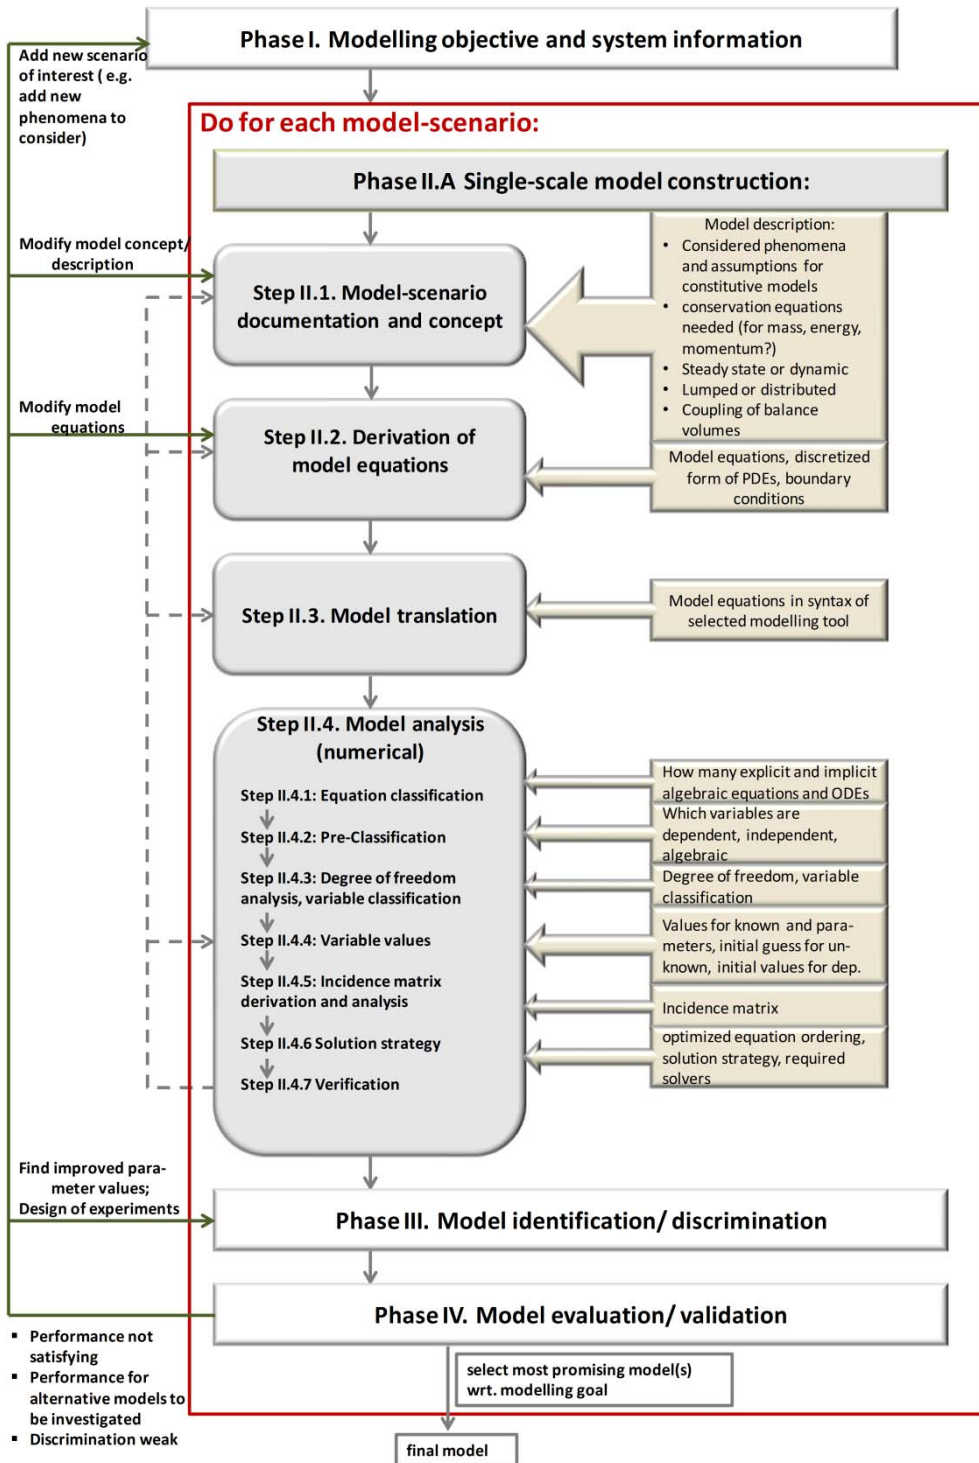 Phase I. Modelling objective and system information
Add new scenario
of interest ( e.g.
add new
phenomena to
consider)
Do for each model-scenario:
Phase II.A Single-scale model construction:
Modify model concept/
description
Step II.1. Model-scenario
documentation and concept
Model description:
• Considered phenomena
and assumptions for
constitutive models
• conservation equations
needed (for mass, energy,
momentum?)
• Steady state or dynamic
• Lumped or distributed
• Coupling of balance
volumes
Modify model
equations
Step II.2. Derivation of
model equations
Model equations, discretized
form of PDEs, boundary
conditions
Step II.3. Model translation
Model equations in syntax of
selected modelling tool
Step II.4. Model analysis
(numerical)
Step II.4.1: Equation classification
Step II.4.2: Pre-Classification
Step II.4.3: Degree of freedom
analysis, variable classification
Step II.4.4: Variable values
Step II.4.5: Incidence matrix
derivation and analysis
Step II.4.6 Solution strategy
Step II.4.7 Verification
How many explicit and implicit
algebraic equations and ODEs
Which variables are
dependent, independent,
algebraic
Degree of freedom, variable
classification
Values for known and para-
meters, initial guess for un-
known, initial values for dep.
Incidence matrix
optimized equation ordering,
solution strategy, required
solvers
Find improved para-
meter values;
Design of experiments
Phase III. Model identification/ discrimination
Phase IV. Model evaluation/ validation
▪ Performance not
satisfying
▪ Performance for
alternative models to
be investigated
▪ Discrimination weak
select most promising model(s)
wrt. modelling goal
final model